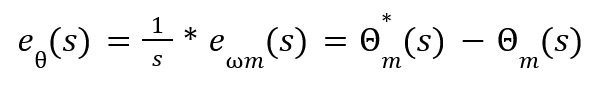 e_θ(s) = 1/s * e_ωm(s) = Θ*_m(s) − Θ_m(s)